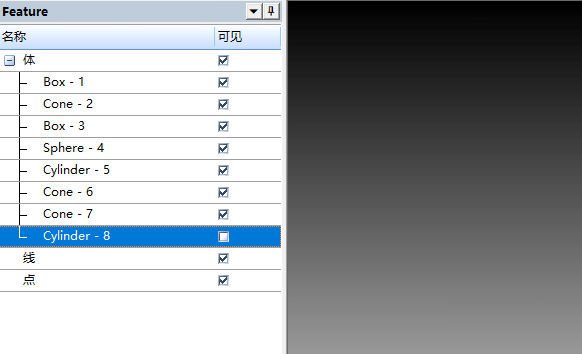 Feature
名称 可见
体
Box - 1
Cone - 2
Box - 3
Sphere - 4
Cylinder - 5
Cone - 6
Cone - 7
Cylinder - 8
线
点